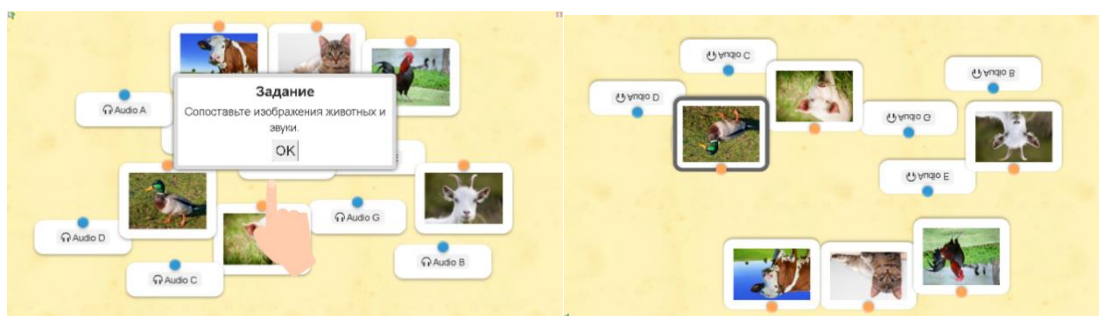 Задание
Сопоставьте изображения животных и
звуки.
OK
Audio A
Audio D
Audio G
Audio C
Audio B
Audio C
Audio B
Audio D
Audio G
Audio E